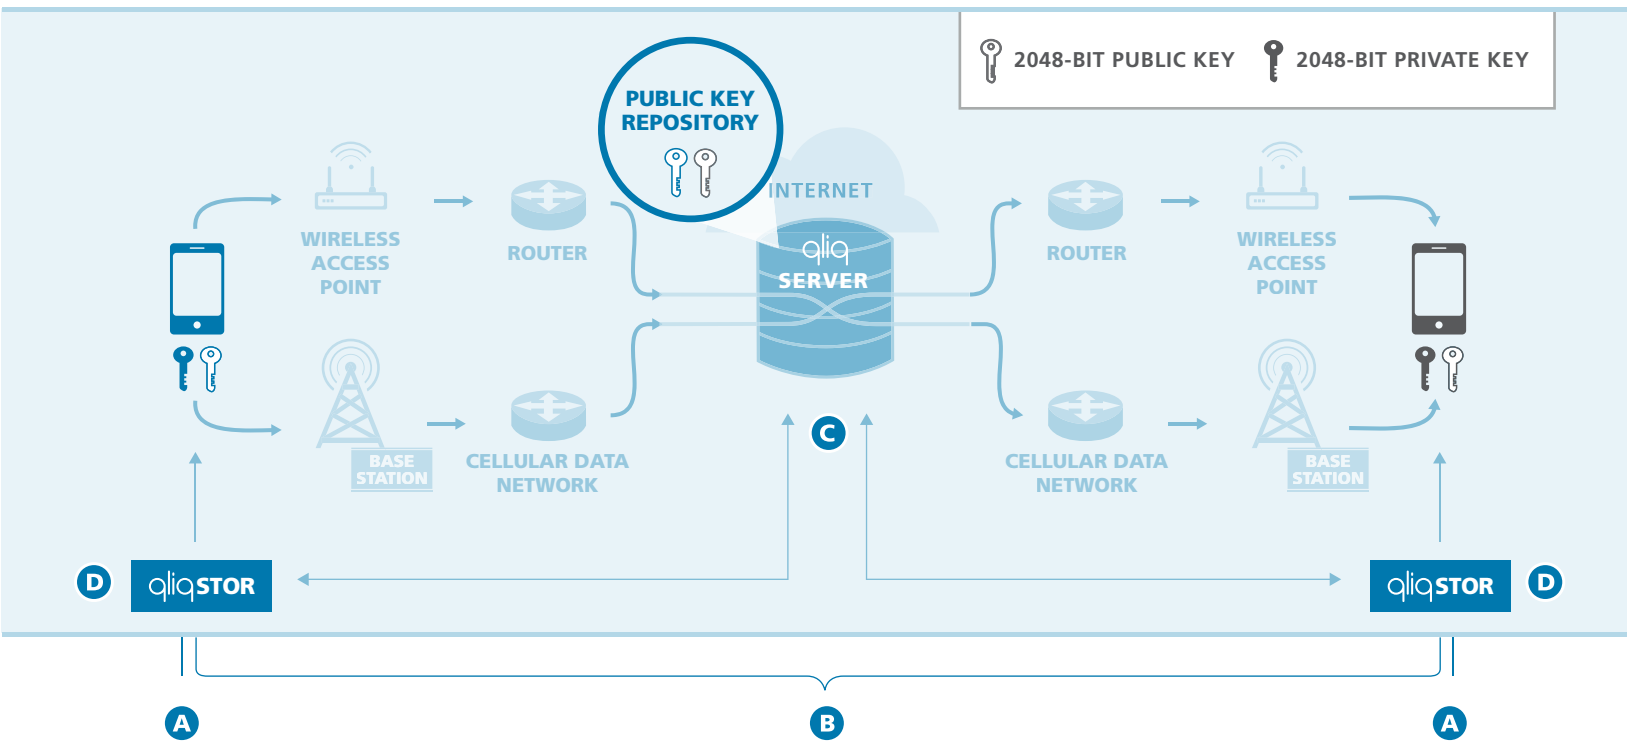 2048-BIT PUBLIC KEY
2048-BIT PRIVATE KEY
PUBLIC KEY
REPOSITORY
INTERNET
WIRELESS
ACCESS
POINT
ROUTER
qliq
SERVER
ROUTER
WIRELESS
ACCESS
POINT
BASE
STATION
CELLULAR DATA
NETWORK
C
CELLULAR DATA
NETWORK
BASE
STATION
D
qliqSTOR
qliqSTOR
D
A
B
A